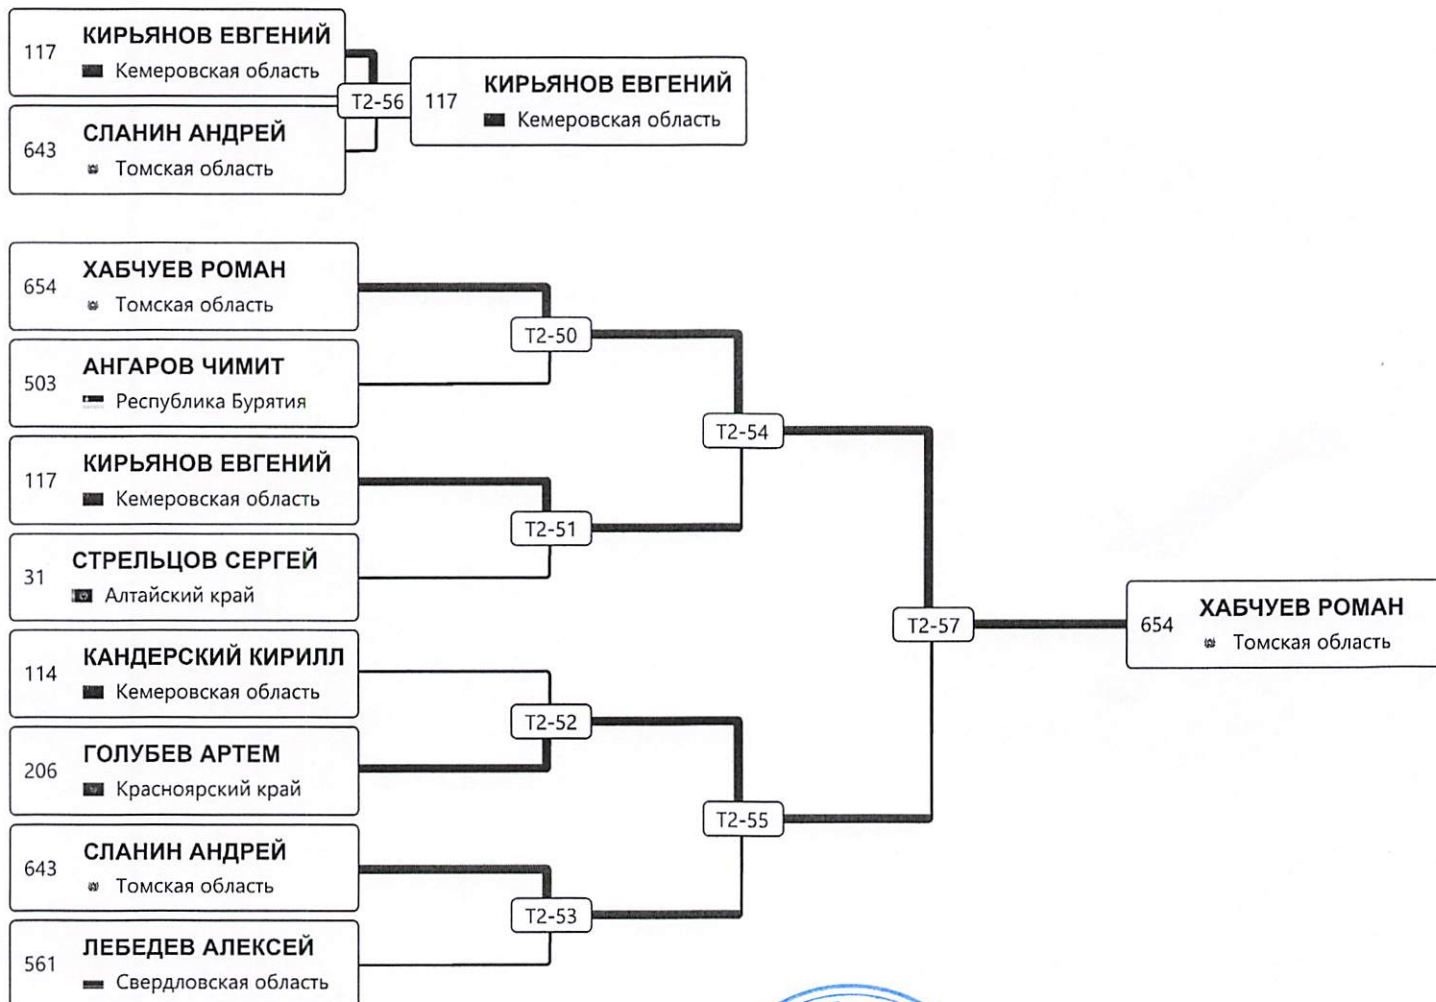 117
КИРЬЯНОВ ЕВГЕНИЙ
Кемеровская область
643
СЛАНИН АНДРЕЙ
Томская область
T2-56
117
КИРЬЯНОВ ЕВГЕНИЙ
Кемеровская область
654
ХАБЧУЕВ РОМАН
Томская область
503
АНГАРОВ ЧИМИТ
Республика Бурятия
117
КИРЬЯНОВ ЕВГЕНИЙ
Кемеровская область
31
СТРЕЛЬЦОВ СЕРГЕЙ
Алтайский край
114
КАНДЕРСКИЙ КИРИЛЛ
Кемеровская область
206
ГОЛУБЕВ АРТЕМ
Красноярский край
643
СЛАНИН АНДРЕЙ
Томская область
561
ЛЕБЕДЕВ АЛЕКСЕЙ
Свердловская область
T2-50
T2-51
T2-52
T2-53
T2-54
T2-55
T2-57
654
ХАБЧУЕВ РОМАН
Томская область